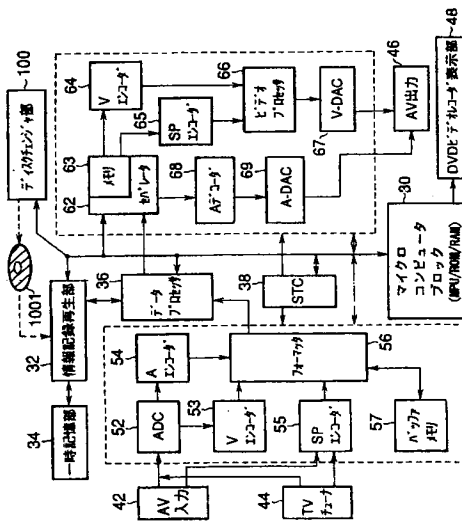 100
ディスクチェンジャ部
1001
32
情報記録再生部
34
一時記憶部
36
データ
プロセッサ
38
STC
42
AV
入力
44
TV
チューナ
52
ADC
53
V
エンコーダ
54
A
エンコーダ
55
SP
エンコーダ
56
フォーマッタ
57
バッファ
メモリ
62
セパレータ
63
メモリ
64
V
エンコーダ
65
SP
エンコーダ
66
ビデオ
プロセッサ
67
V-DAC
68
Aデコーダ
69
A-DAC
46
AV出力
30
マイクロ
コンピュータ
ブロック
(MPU/ROM/RAM)
48
DVDビデオレコーダ表示部